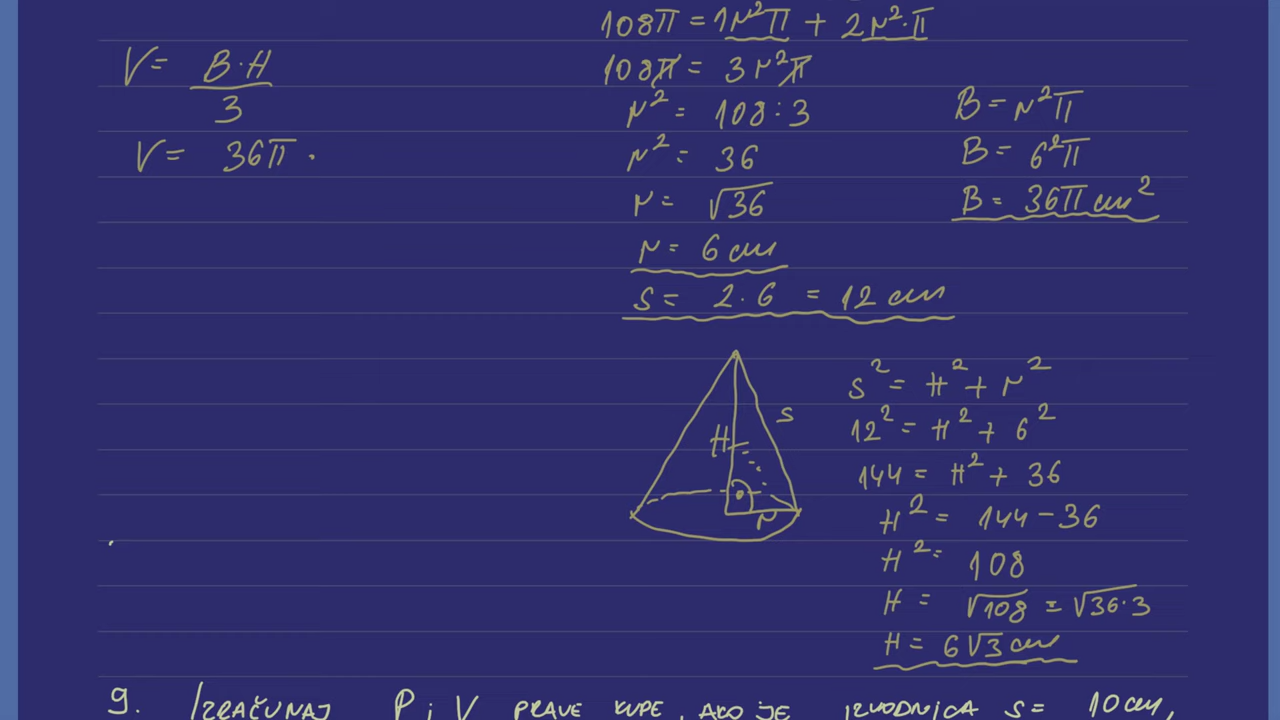 V = B·H / 3
V = 36π ·
108π = 1r²π + 2r²·π
108π = 3r²π
r² = 108 : 3
r² = 36
r = √36
r = 6 cm
s = 2·6 = 12 cm
B = r²π
B = 6²π
B = 36π cm²
H
s
r
s² = H² + r²
12² = H² + 6²
144 = H² + 36
H² = 144 − 36
H² = 108
H = √108 = √36·3
H = 6√3 cm
9. IZRAČUNAJ P i V PRAVE KUPE, AKO JE IZVODNICA s = 10 cm,